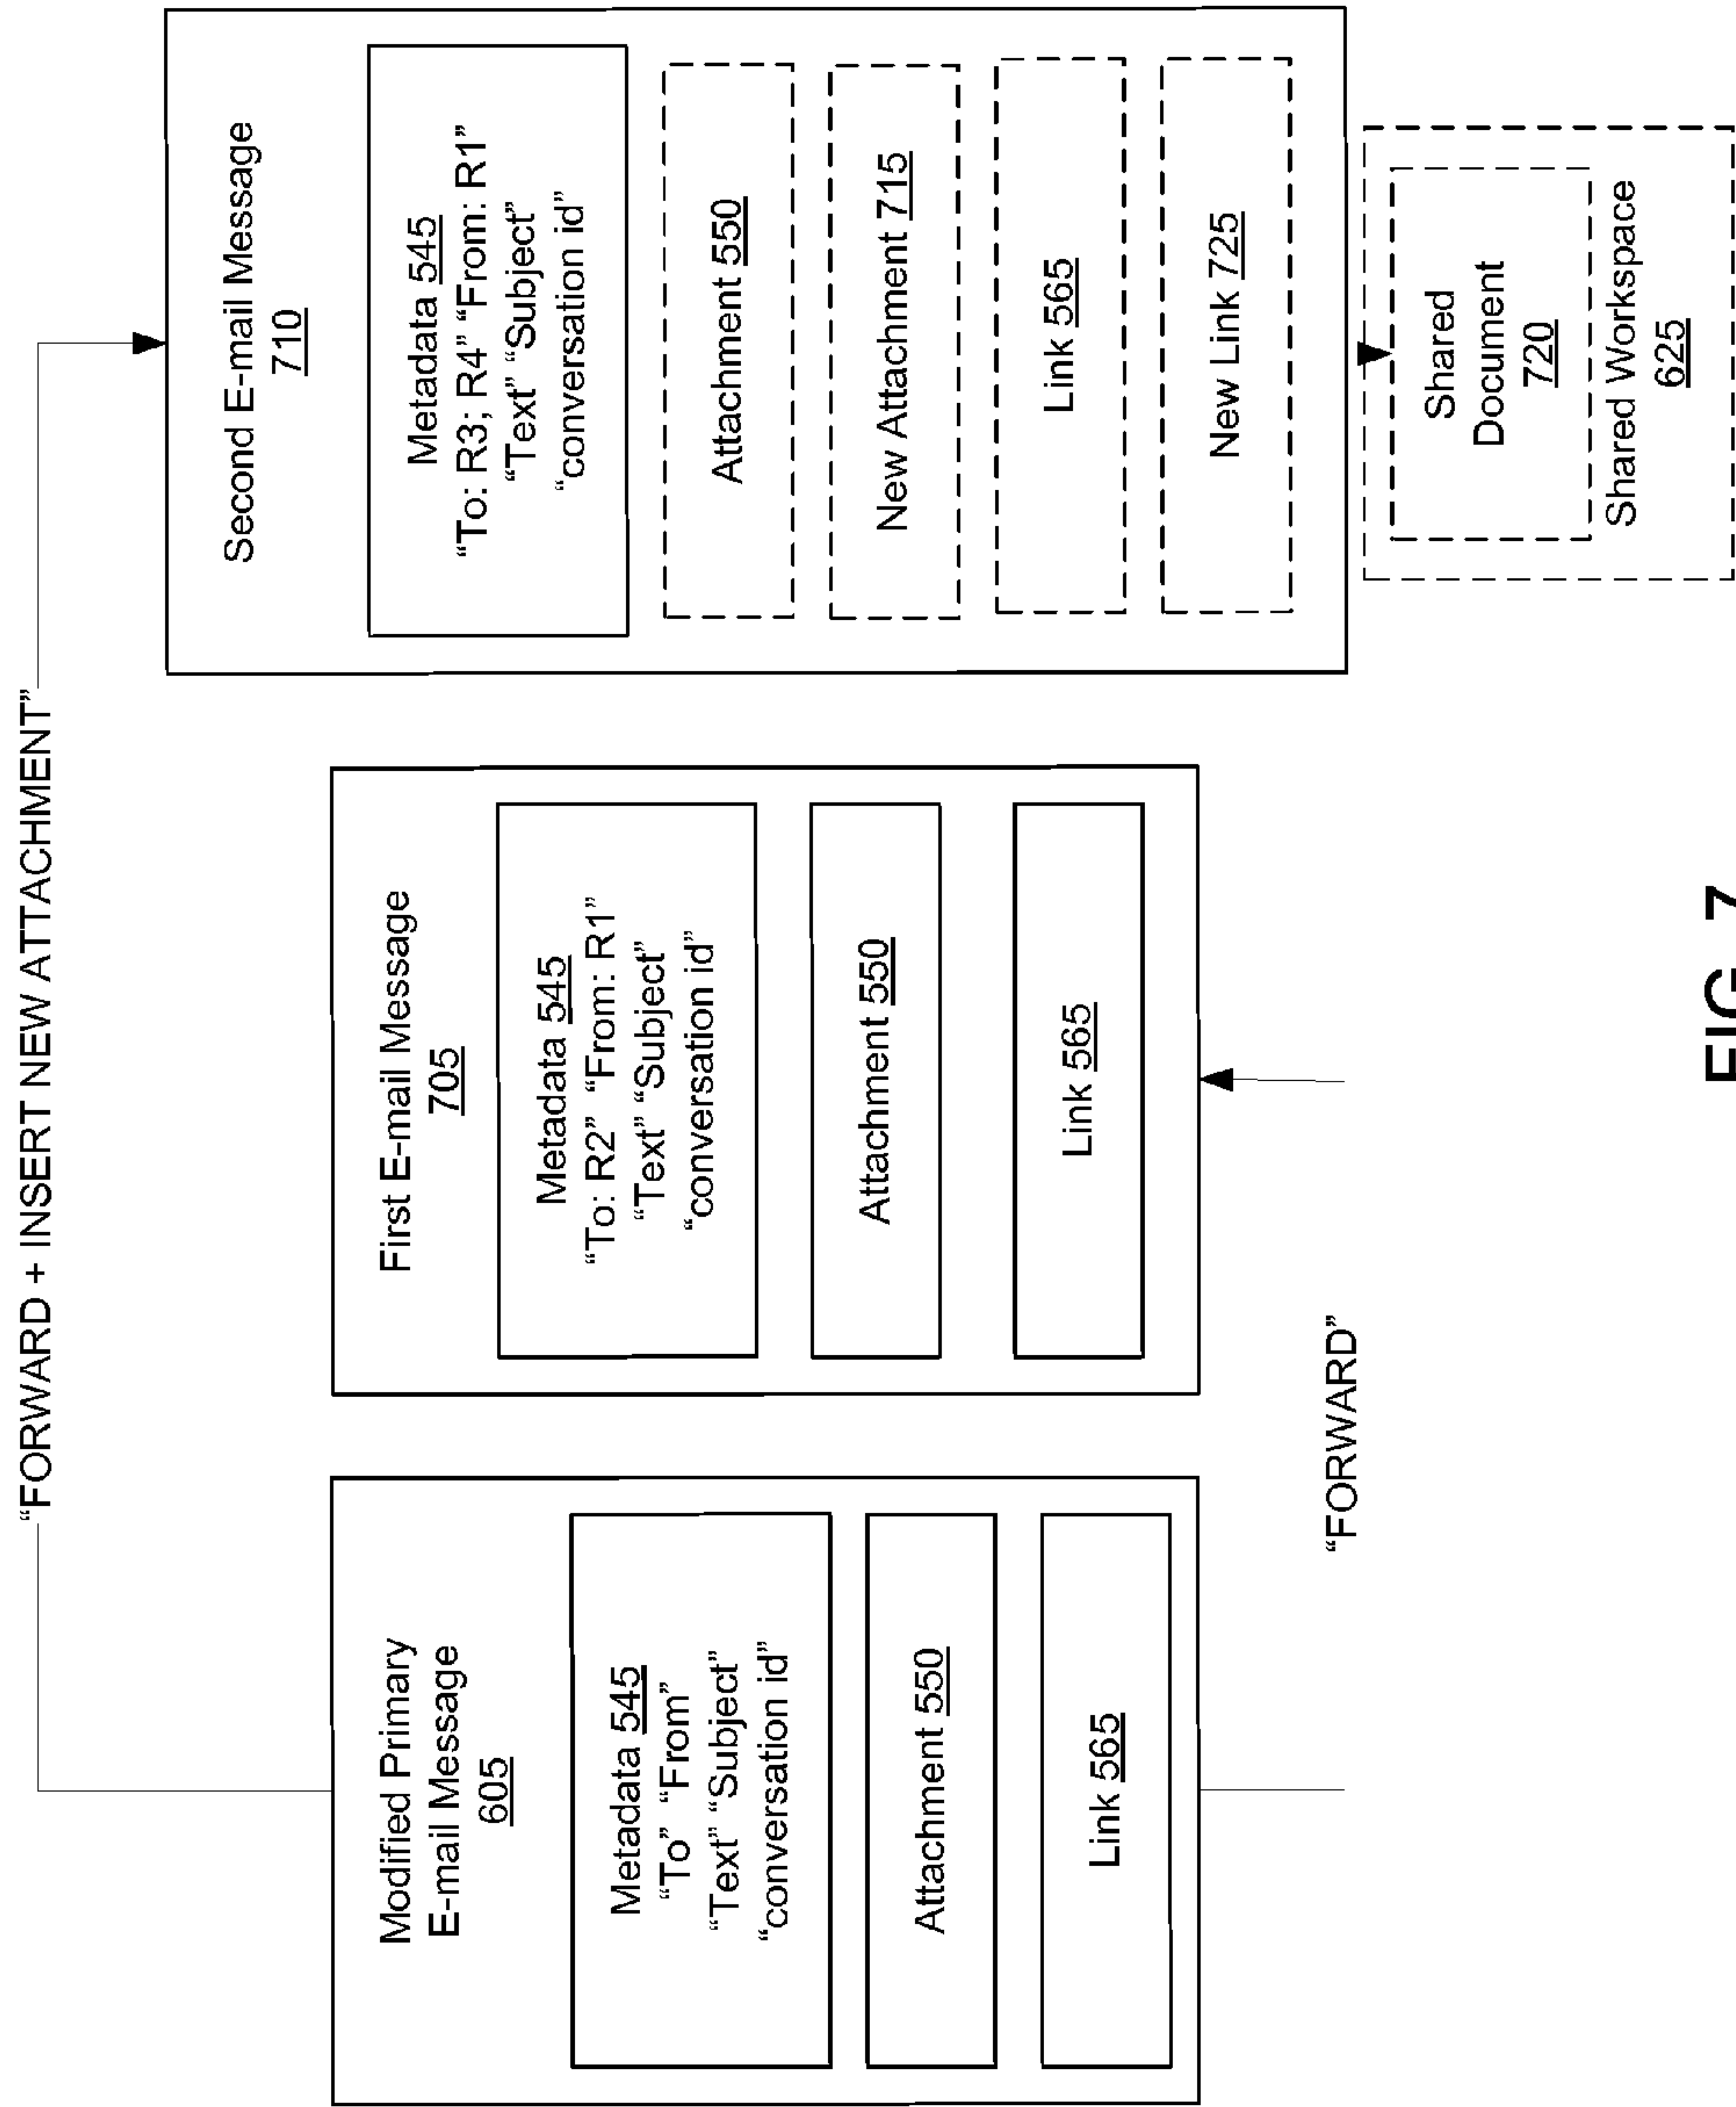 “FORWARD + INSERT NEW ATTACHMENT”
Modified Primary
E-mail Message
605
Metadata 545
“To” “From”
“Text” “Subject”
“conversation id”
Attachment 550
Link 565
“FORWARD”
First E-mail Message
705
Metadata 545
“To: R2” “From: R1”
“Text” “Subject”
“conversation id”
Attachment 550
Link 565
Second E-mail Message
710
Metadata 545
“To: R3; R4” “From: R1”
“Text” “Subject”
“conversation id”
Attachment 550
New Attachment 715
Link 565
New Link 725
Shared
Document
720
Shared Workspace
625
FIG. 7